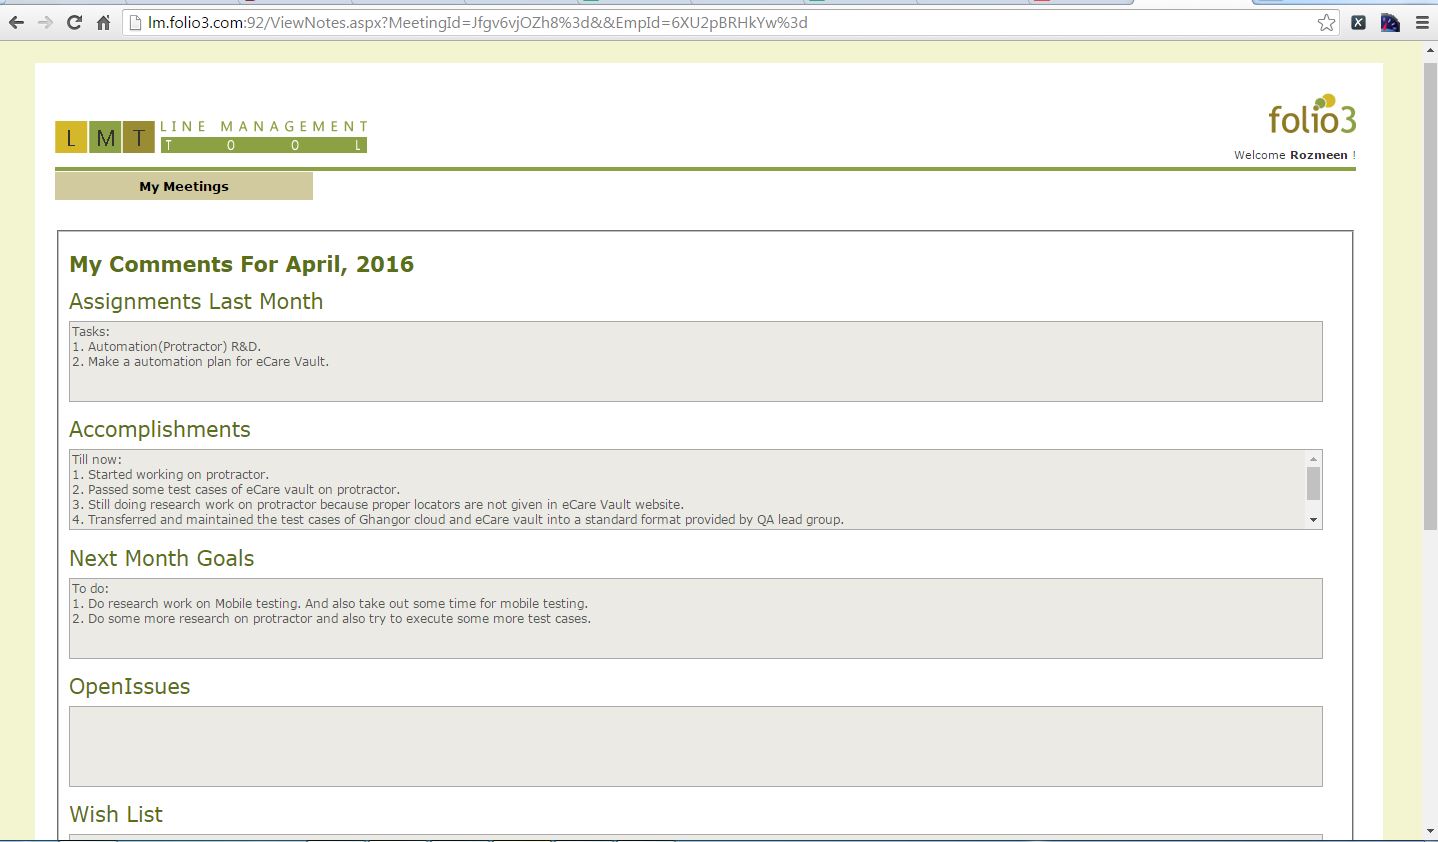 lm.folio3.com:92/ViewNotes.aspx?MeetingId=Jfgv6vjOZh8%3d&&EmpId=6XU2pBRHkYw%3d
L M T LINE MANAGEMENT
T O O L
folio3
Welcome Rozmeen !
My Meetings
My Comments For April, 2016
Assignments Last Month
Tasks:
1. Automation(Protractor) R&D.
2. Make a automation plan for eCare Vault.
Accomplishments
Till now:
1. Started working on protractor.
2. Passed some test cases of eCare vault on protractor.
3. Still doing research work on protractor because proper locators are not given in eCare Vault website.
4. Transferred and maintained the test cases of Ghangor cloud and eCare vault into a standard format provided by QA lead group.
Next Month Goals
To do:
1. Do research work on Mobile testing. And also take out some time for mobile testing.
2. Do some more research on protractor and also try to execute some more test cases.
OpenIssues
Wish List